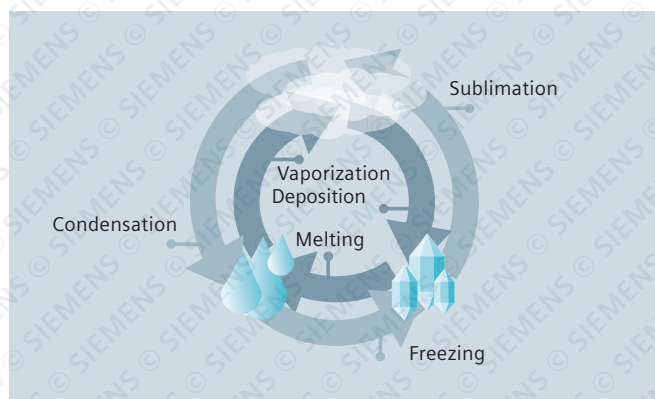 Sublimation
Vaporization
Deposition
Condensation
Melting
Freezing
© SIEMENS